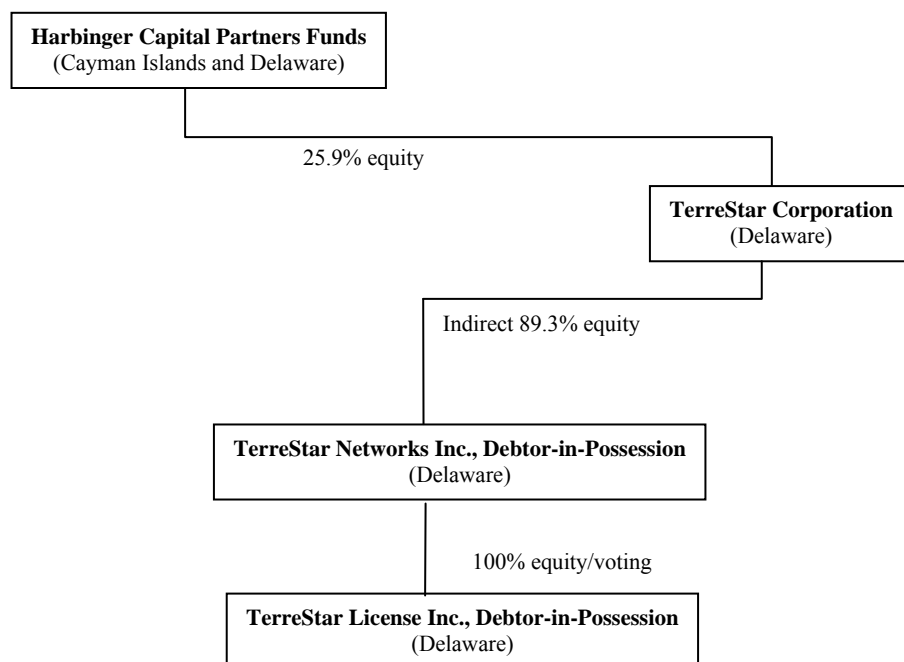 Harbinger Capital Partners Funds
(Cayman Islands and Delaware)
25.9% equity
TerreStar Corporation
(Delaware)
Indirect 89.3% equity
TerreStar Networks Inc., Debtor-in-Possession
(Delaware)
100% equity/voting
TerreStar License Inc., Debtor-in-Possession
(Delaware)